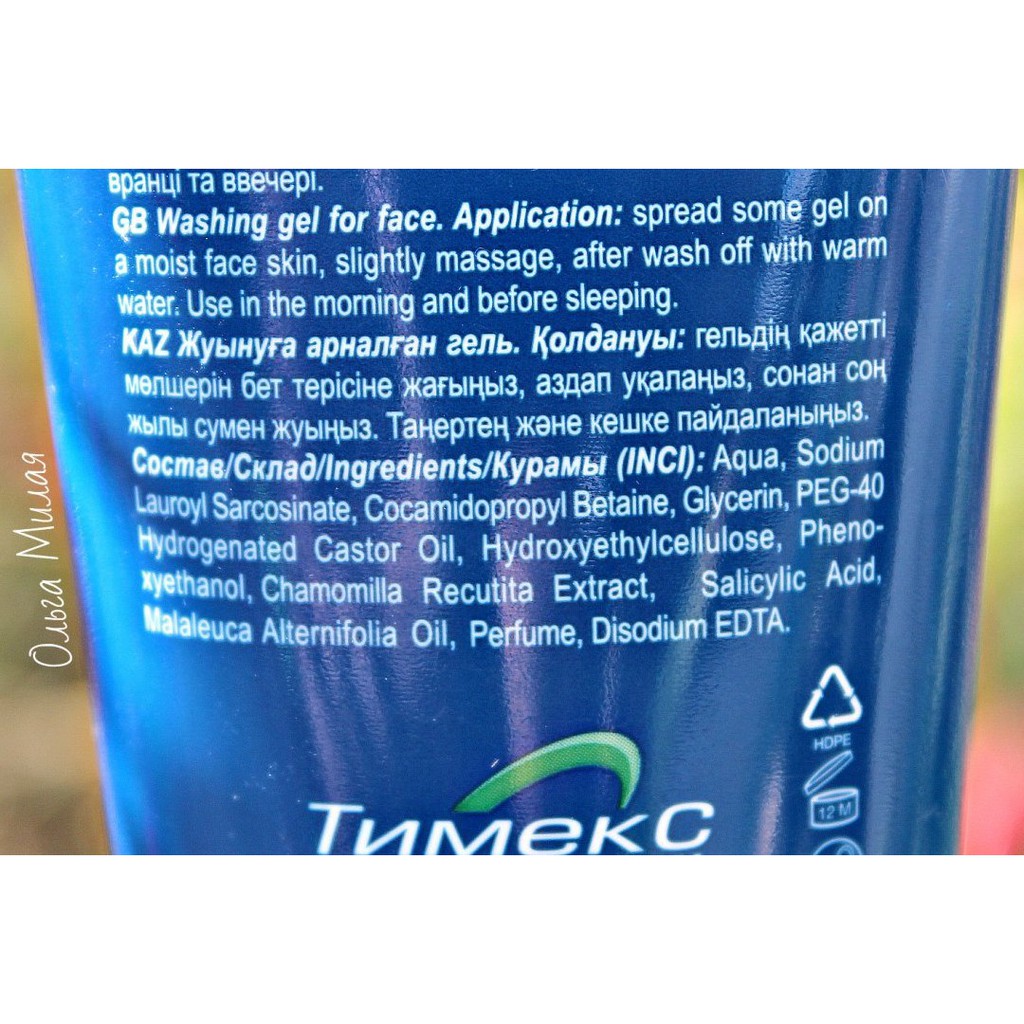 вранці та ввечері.
GB Washing gel for face. Application: spread some gel on
a moist face skin, slightly massage, after wash off with warm
water. Use in the morning and before sleeping.
KAZ Жуынуға арналған гель. Қолдануы: гельдің қажетті
мөлшерін бет терісіне жағыңыз, аздап уқалаңыз, сонан соң
жылы сумен жуыңыз. Таңертең және кешке пайдаланыңыз.
Состав/Склад/Ingredients/Курамы (INCI): Aqua, Sodium
Lauroyl Sarcosinate, Cocamidopropyl Betaine, Glycerin, PEG-40
Hydrogenated Castor Oil, Hydroxyethylcellulose, Pheno-
xyethanol, Chamomilla Recutita Extract, Salicylic Acid,
Malaleuca Alternifolia Oil, Perfume, Disodium EDTA.
HDPE
12 M
Тимекс
Ольга Милая